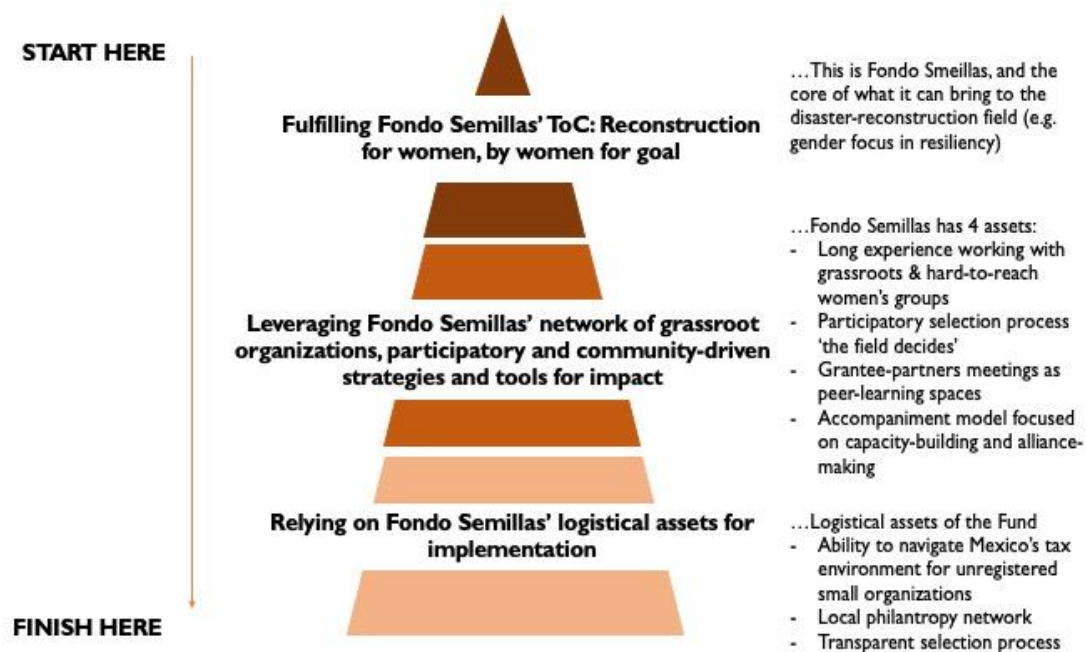 START HERE
Fulfilling Fondo Semillas' ToC: Reconstruction
for women, by women for goal
…This is Fondo Smeillas, and the
core of what it can bring to the
disaster-reconstruction field (e.g.
gender focus in resiliency)
Leveraging Fondo Semillas' network of grassroot
organizations, participatory and community-driven
strategies and tools for impact
…Fondo Semillas has 4 assets:
- Long experience working with
grassroots & hard-to-reach
women's groups
- Participatory selection process
'the field decides'
- Grantee-partners meetings as
peer-learning spaces
- Accompaniment model focused
on capacity-building and alliance-
making
Relying on Fondo Semillas' logistical assets for
implementation
…Logistical assets of the Fund
- Ability to navigate Mexico's tax
environment for unregistered
small organizations
- Local philantropy network
- Transparent selection process
FINISH HERE